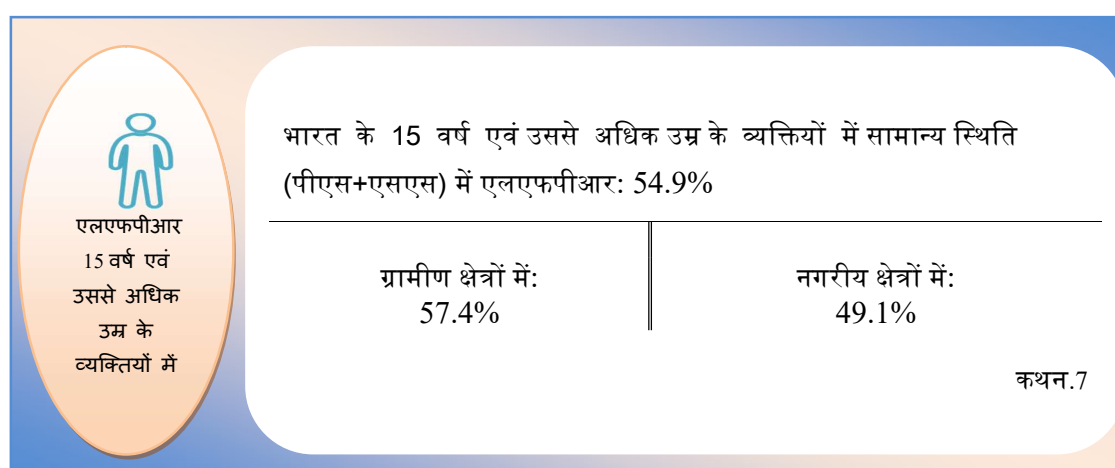 एलएफपीआर
15 वर्ष एवं
उससे अधिक
उम्र के
व्यक्तियों में
भारत के 15 वर्ष एवं उससे अधिक उम्र के व्यक्तियों में सामान्य स्थिति
(पीएस+एसएस) में एलएफपीआर: 54.9%
ग्रामीण क्षेत्रों में:
57.4%
नगरीय क्षेत्रों में:
49.1%
कथन.7